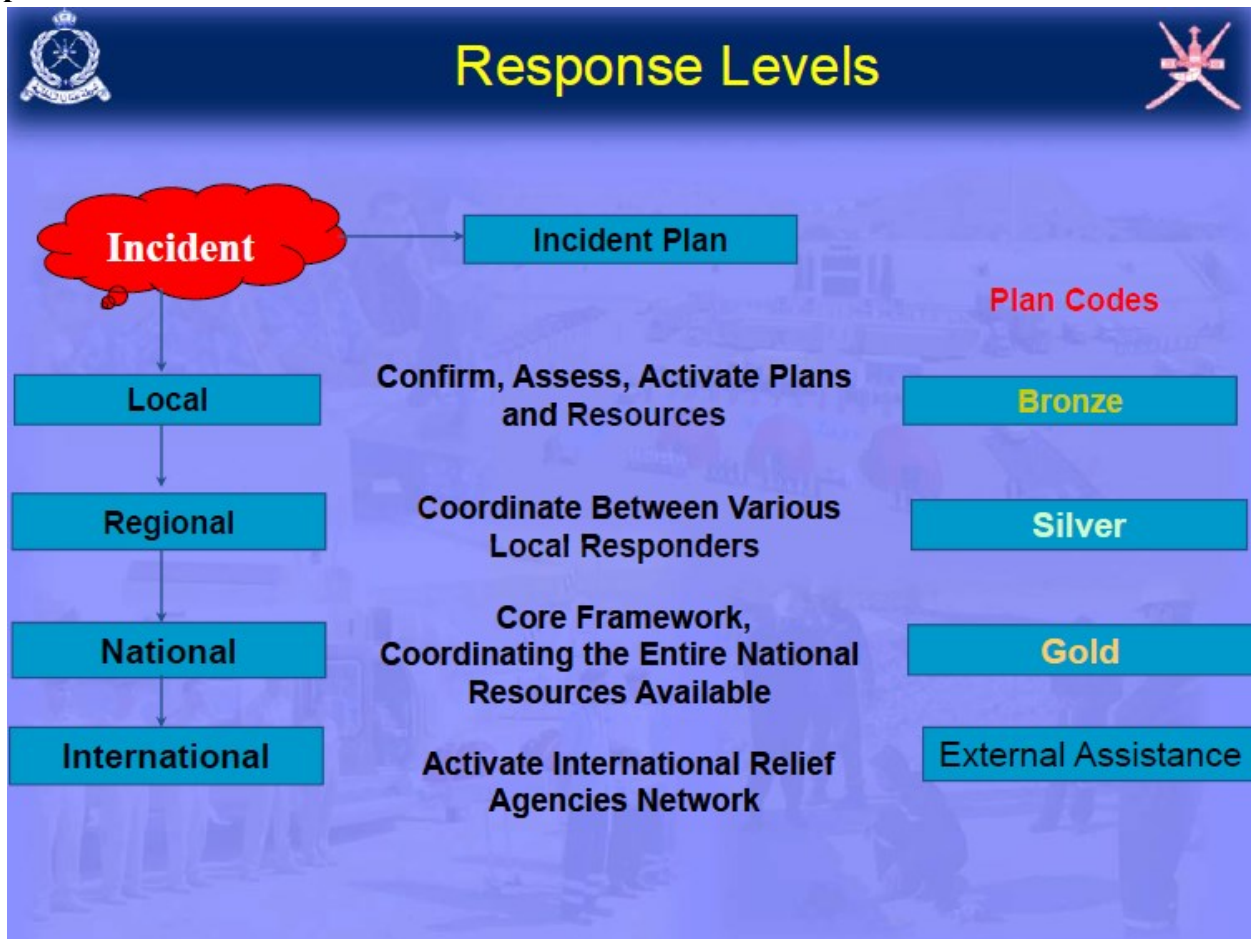 Response Levels
Incident
Incident Plan
Plan Codes
Local
Confirm, Assess, Activate Plans
and Resources
Bronze
Regional
Coordinate Between Various
Local Responders
Silver
National
Core Framework,
Coordinating the Entire National
Resources Available
Gold
International
Activate International Relief
Agencies Network
External Assistance